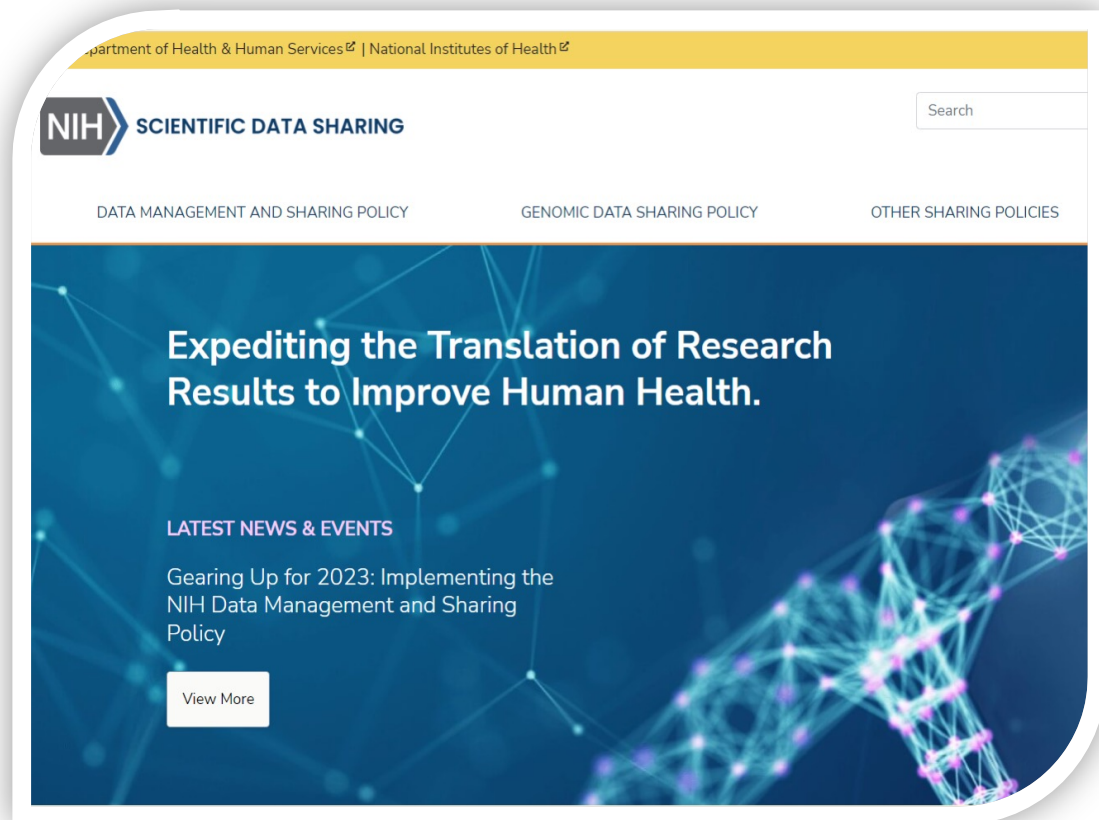 partment of Health & Human Services | National Institutes of Health
NIH SCIENTIFIC DATA SHARING
Search
DATA MANAGEMENT AND SHARING POLICY GENOMIC DATA SHARING POLICY OTHER SHARING POLICIES
Expediting the Translation of Research
Results to Improve Human Health.
LATEST NEWS & EVENTS
Gearing Up for 2023: Implementing the
NIH Data Management and Sharing
Policy
View More